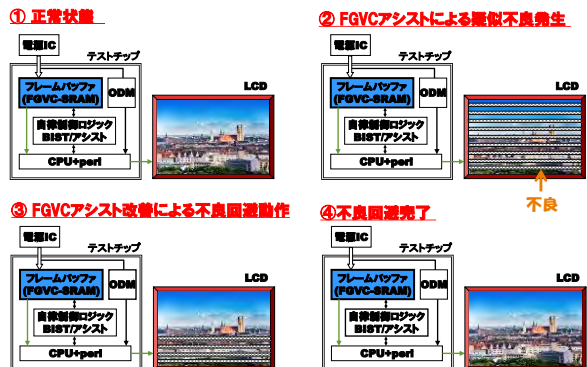 ① 正常状態
電源IC
テストチップ
フレームバッファ
(FGVC-SRAM)
ODM
自律制御ロジック
BIST/アシスト
CPU+peri
LCD
② FGVCアシストによる疑似不良発生
電源IC
テストチップ
フレームバッファ
(FGVC-SRAM)
ODM
自律制御ロジック
BIST/アシスト
CPU+peri
LCD
不良
③ FGVCアシスト改善による不良回避動作
電源IC
テストチップ
フレームバッファ
(FGVC-SRAM)
ODM
自律制御ロジック
BIST/アシスト
CPU+peri
LCD
④不良回避完了
電源IC
テストチップ
フレームバッファ
(FGVC-SRAM)
ODM
自律制御ロジック
BIST/アシスト
CPU+peri
LCD